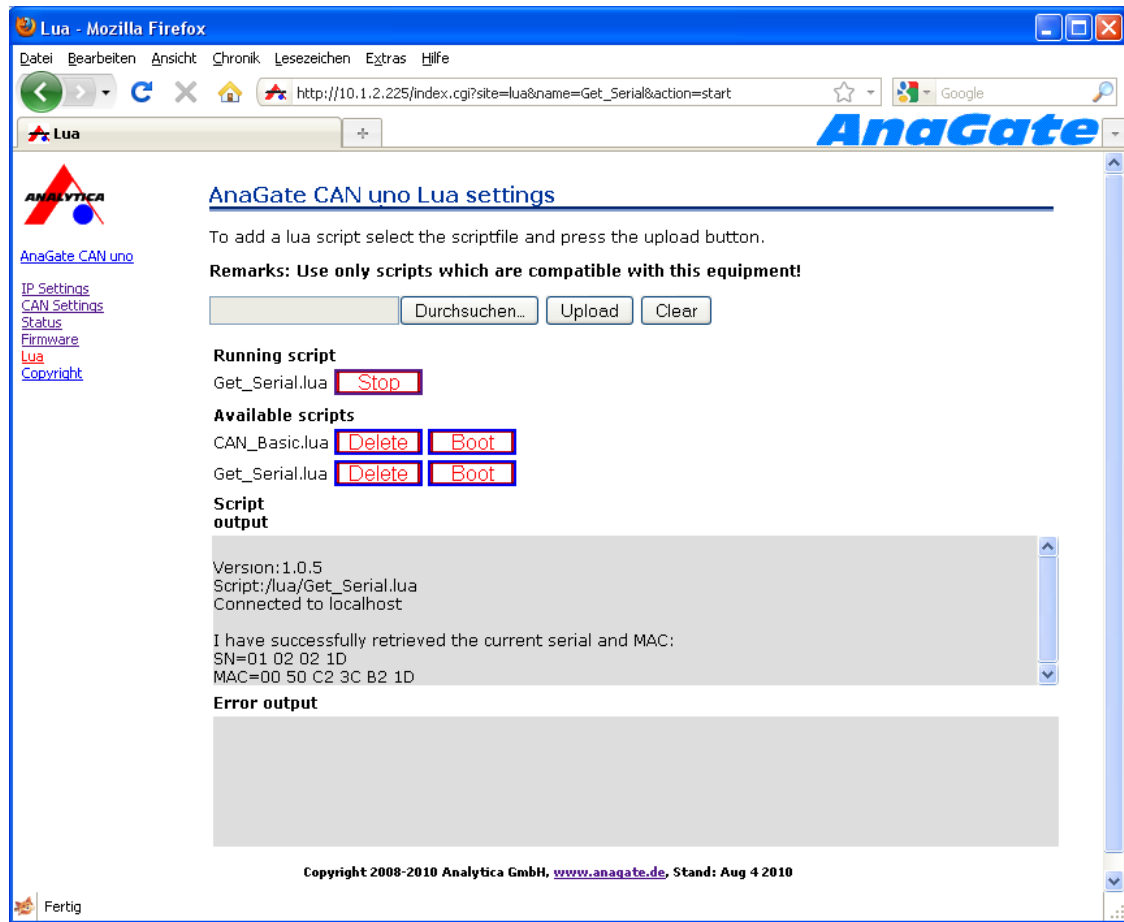 Lua - Mozilla Firefox
Datei Bearbeiten Ansicht Chronik Lesezeichen Extras Hilfe
http://10.1.2.225/index.cgi?site=lua&name=Get_Serial&action=start
Google
Lua
AnaGate
ANALYTICA
AnaGate CAN uno
IP Settings
CAN Settings
Status
Firmware
Lua
Copyright
AnaGate CAN uno Lua settings
To add a lua script select the scriptfile and press the upload button.
Remarks: Use only scripts which are compatible with this equipment!
Durchsuchen... Upload Clear
Running script
Get_Serial.lua Stop
Available scripts
CAN_Basic.lua Delete Boot
Get_Serial.lua Delete Boot
Script
output
Version:1.0.5
Script:/lua/Get_Serial.lua
Connected to localhost
I have successfully retrieved the current serial and MAC:
SN=01 02 02 1D
MAC=00 50 C2 3C B2 1D
Error output
Copyright 2008-2010 Analytica GmbH, www.anagate.de, Stand: Aug 4 2010
Fertig